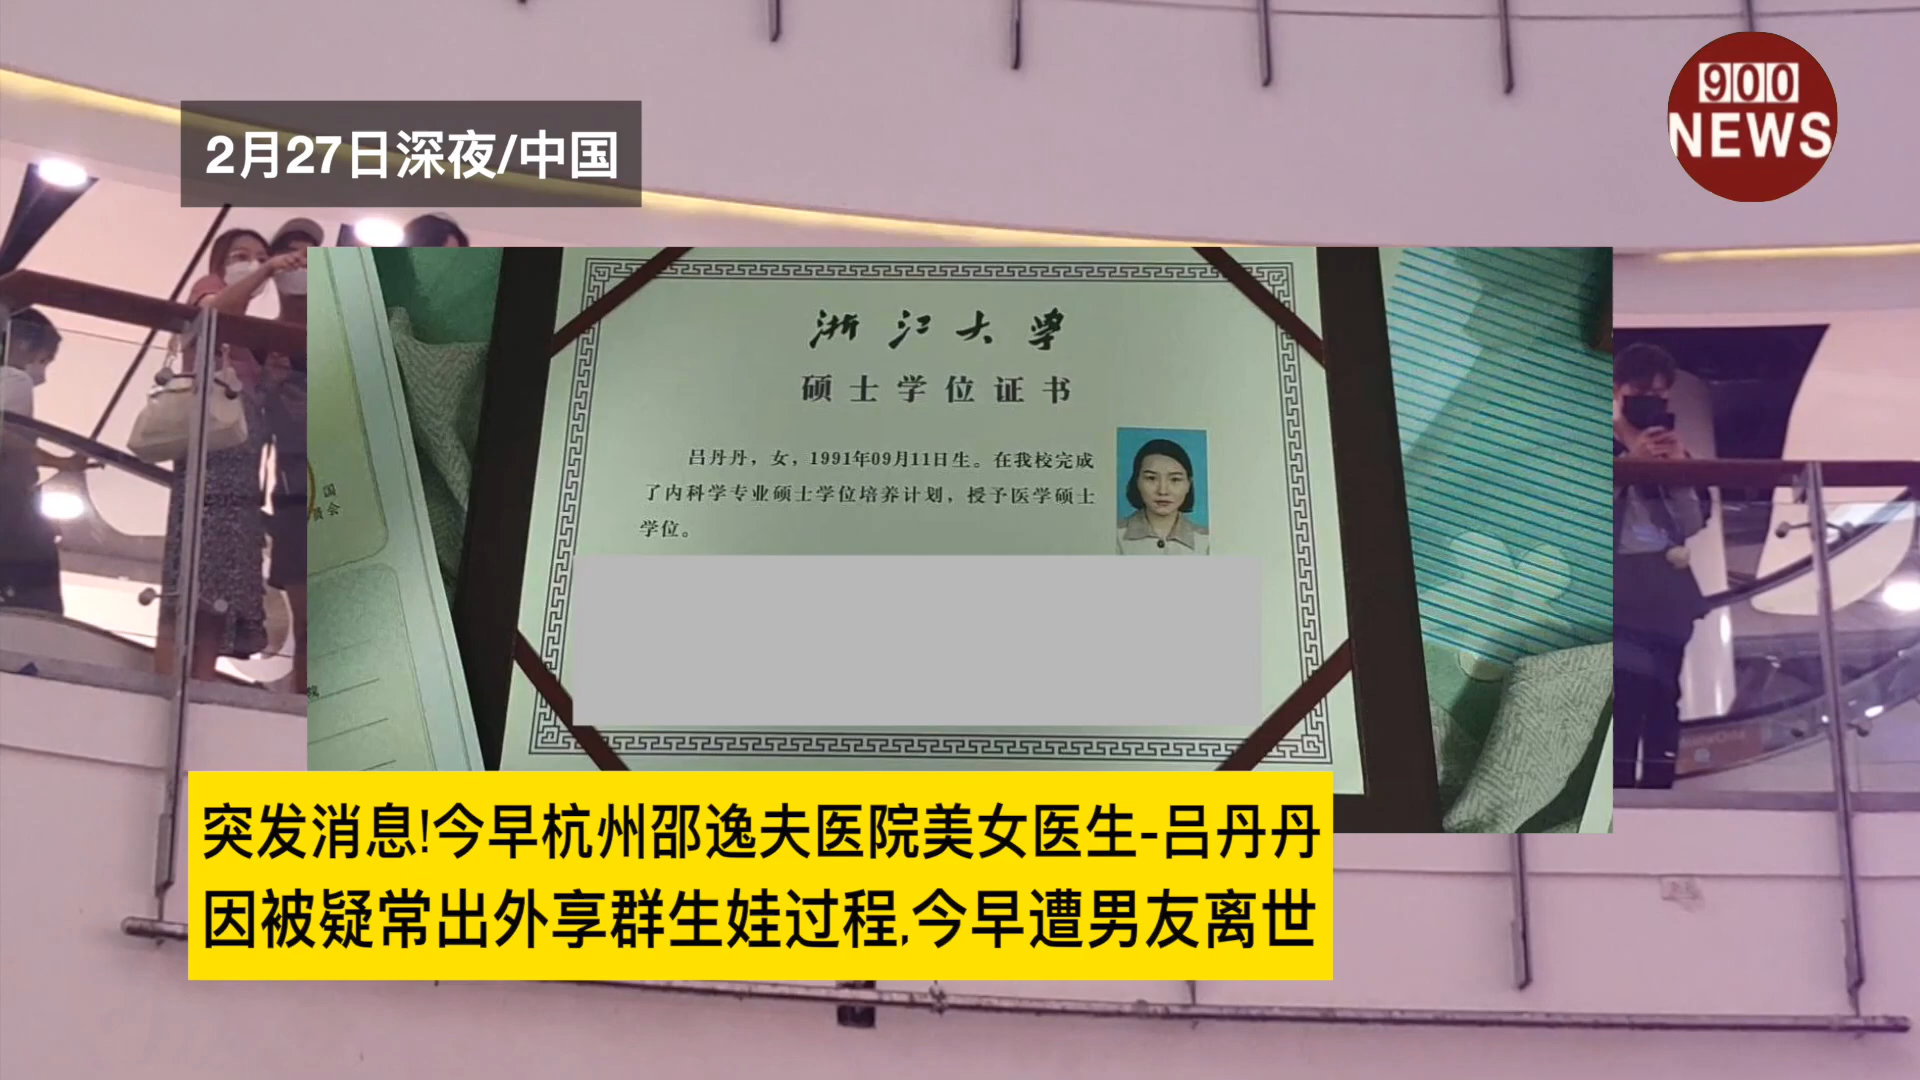 900
NEWS
2月27日深夜/中国
浙江大学
硕士学位证书
吕丹丹，女，1991年09月11日生。在我校完成
了内科学专业硕士学位培养计划，授予医学硕士
学位。
国
突发消息!今早杭州邵逸夫医院美女医生-吕丹丹
因被疑常出外享群生娃过程,今早遭男友离世